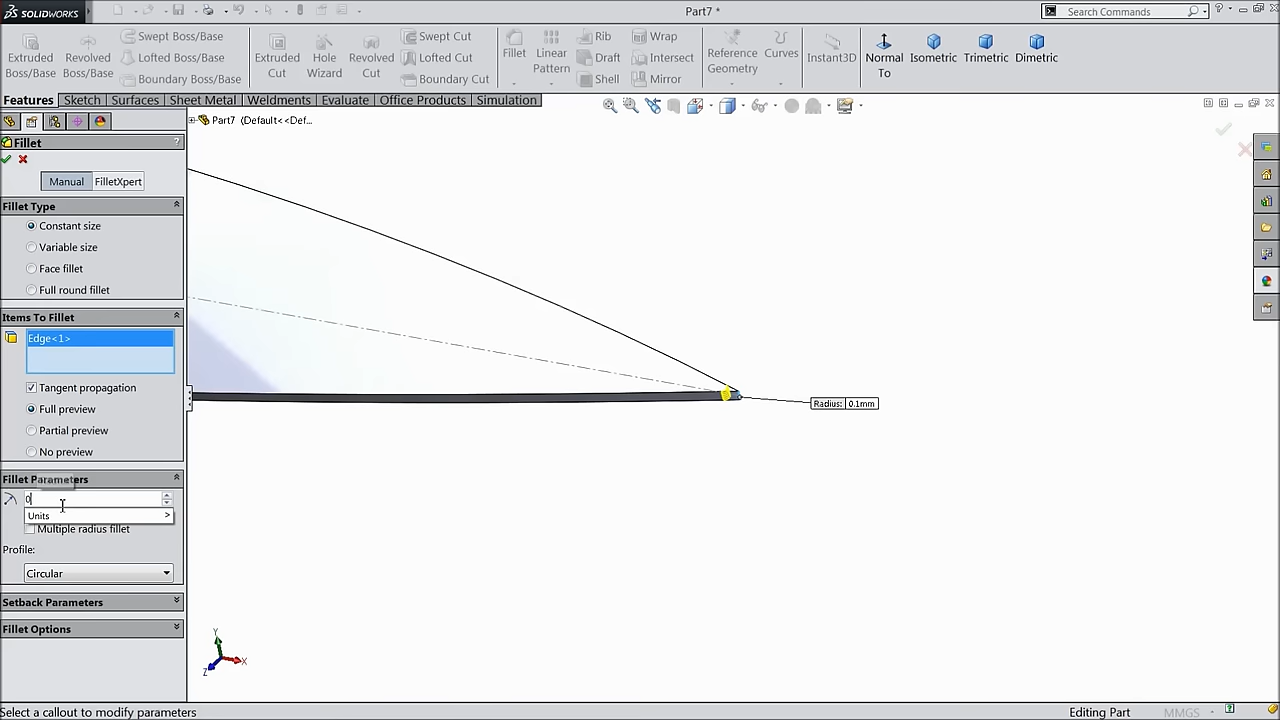 SOLIDWORKS
Part7 *
Search Commands
Extruded Boss/Base
Revolved Boss/Base
Swept Boss/Base
Lofted Boss/Base
Boundary Boss/Base
Extruded Cut
Hole Wizard
Revolved Cut
Swept Cut
Lofted Cut
Boundary Cut
Fillet
Linear Pattern
Rib
Draft
Shell
Wrap
Intersect
Mirror
Reference Geometry
Curves
Instant3D
Normal To
Isometric
Trimetric
Dimetric
Features
Sketch
Surfaces
Sheet Metal
Weldments
Evaluate
Office Products
Simulation
Part7 (Default<<Def...
Fillet
?
Manual
FilletXpert
Fillet Type
Constant size
Variable size
Face fillet
Full round fillet
Items To Fillet
Edge<1>
Tangent propagation
Full preview
Partial preview
No preview
Fillet Parameters
0
Units >
Multiple radius fillet
Profile:
Circular
Setback Parameters
Fillet Options
Radius: 0.1mm
Y
X
Z
Select a callout to modify parameters
Editing Part
MMGS